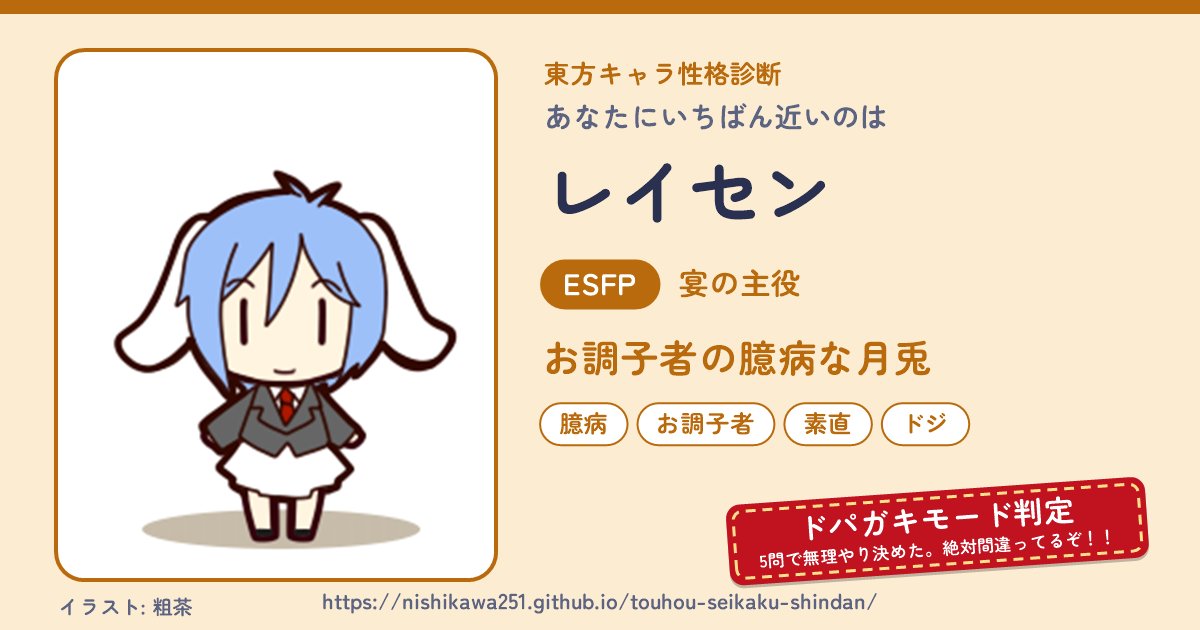 東方キャラ性格診断
あなたにいちばん近いのは
レイセン
ESFP 宴の主役
お調子者の臆病な月兎
臆病 お調子者 素直 ドジ
ドパガキモード判定
5問で無理やり決めた。絶対間違ってるぞ！！
イラスト: 粗茶
https://nishikawa251.github.io/touhou-seikaku-shindan/